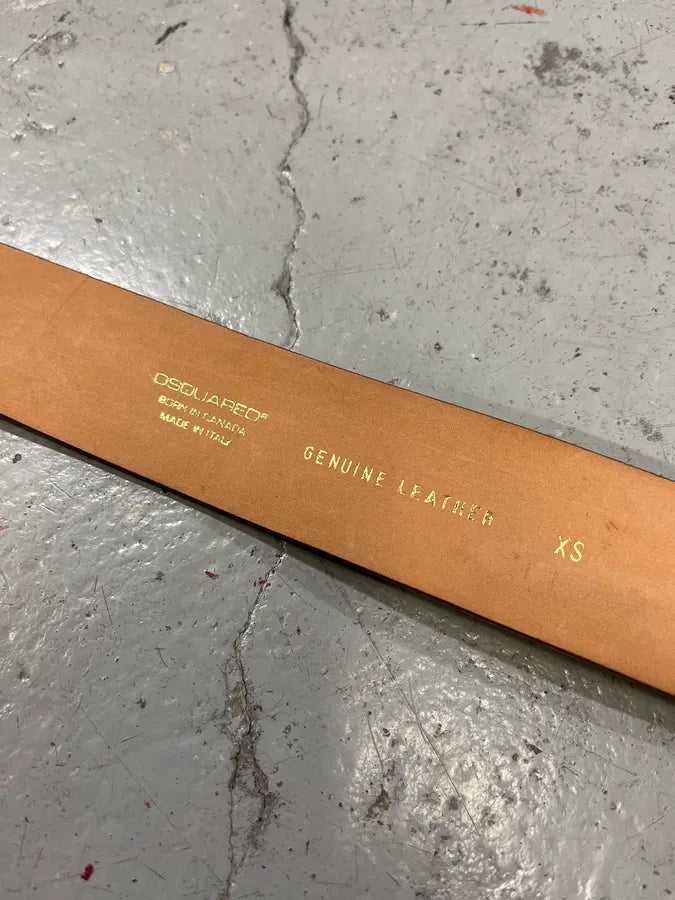 DSQUARED²
BORN IN CANADA
MADE IN ITALY
GENUINE LEATHER
XS